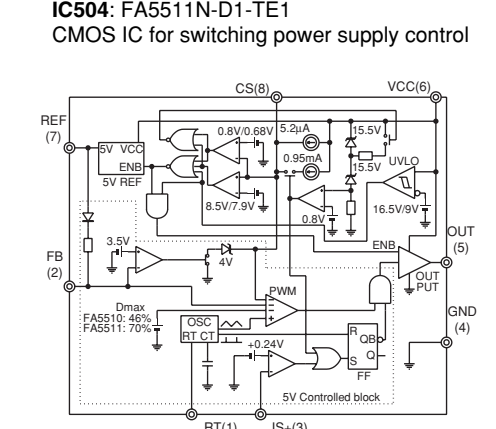 IC504: FA5511N-D1-TE1
CMOS IC for switching power supply control
CS(8)
VCC(6)
REF
(7)
0.8V/0.68V
5.2µA
15.5V
5V VCC
ENB
5V REF
0.95mA
15.5V
UVLO
8.5V/7.9V
0.8V
16.5V/9V
OUT
(5)
3.5V
ENB
FB
(2)
4V
OUT
PUT
PWM
Dmax
FA5510: 46%
FA5511: 70%
GND
(4)
OSC
RT CT
+0.24V
R
QB
Q
S
FF
5V Controlled block
RT(1)
IS+(3)